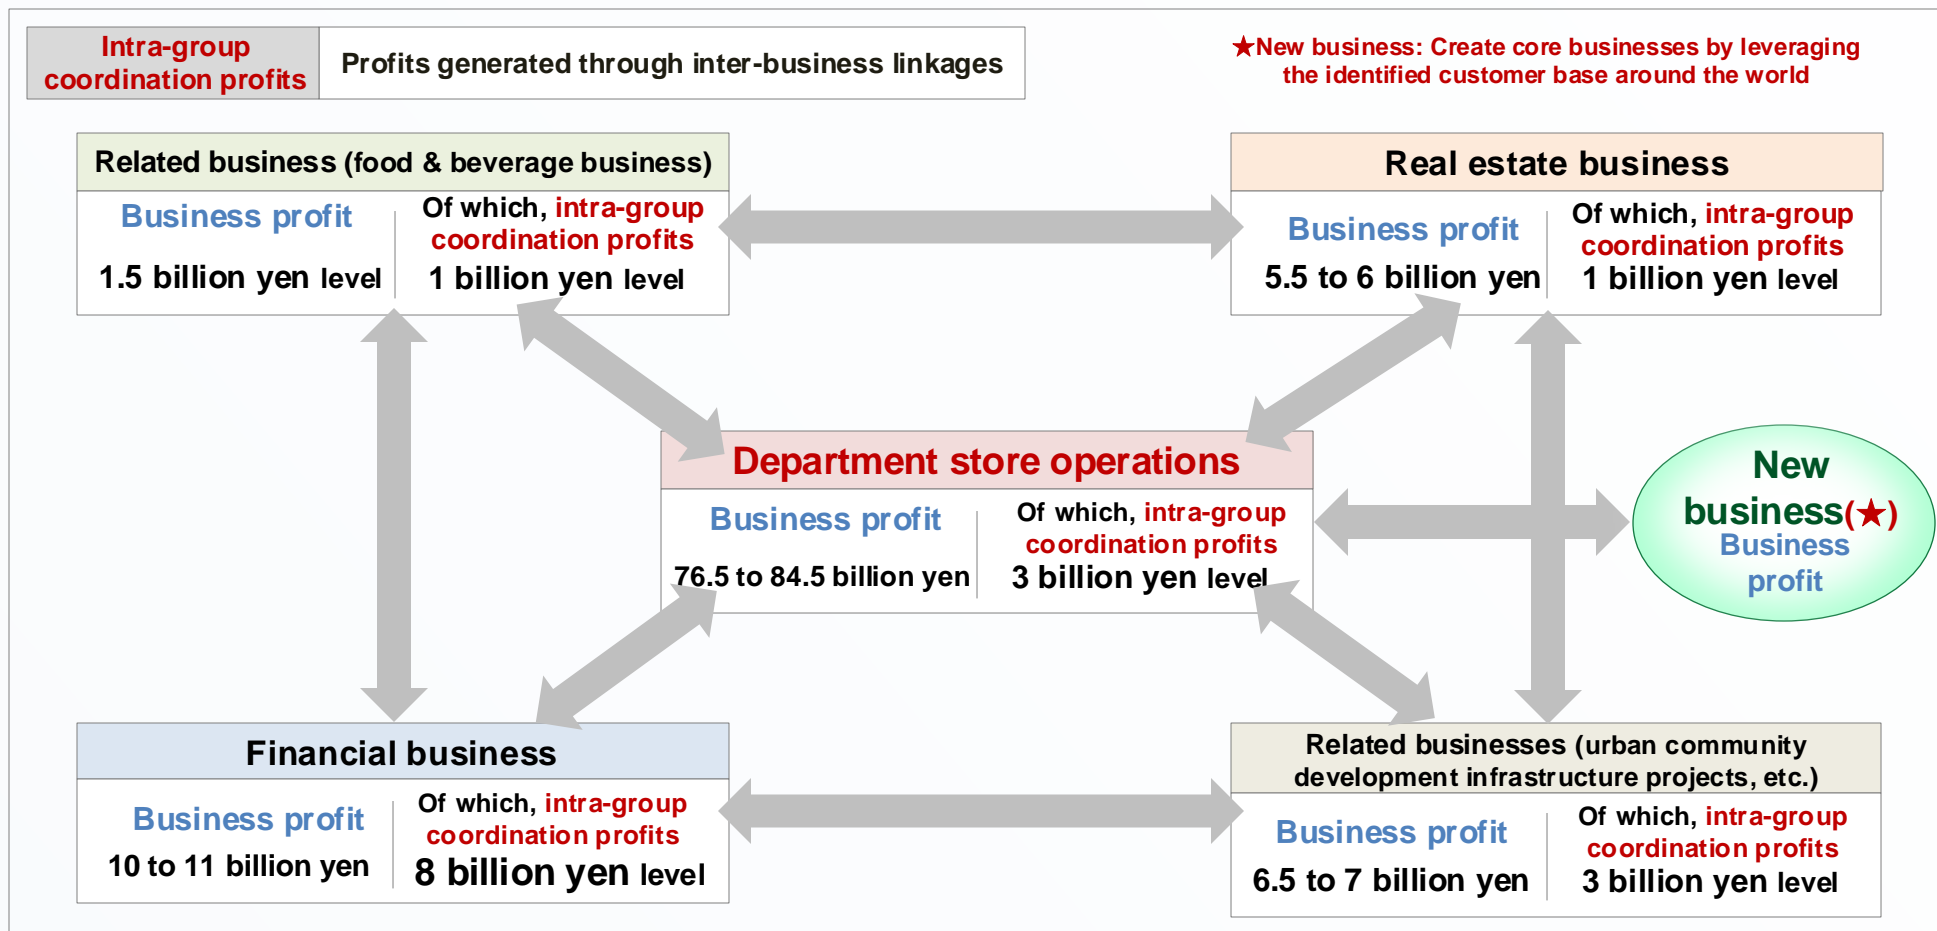 Intra-group
coordination profits
Profits generated through inter-business linkages
★New business: Create core businesses by leveraging
the identified customer base around the world
Related business (food & beverage business)
Business profit
1.5 billion yen level
Of which, intra-group
coordination profits
1 billion yen level
Real estate business
Business profit
5.5 to 6 billion yen
Of which, intra-group
coordination profits
1 billion yen level
Department store operations
Business profit
76.5 to 84.5 billion yen
Of which, intra-group
coordination profits
3 billion yen level
New
business(★)
Business
profit
Financial business
Business profit
10 to 11 billion yen
Of which, intra-group
coordination profits
8 billion yen level
Related businesses (urban community
development infrastructure projects, etc.)
Business profit
6.5 to 7 billion yen
Of which, intra-group
coordination profits
3 billion yen level